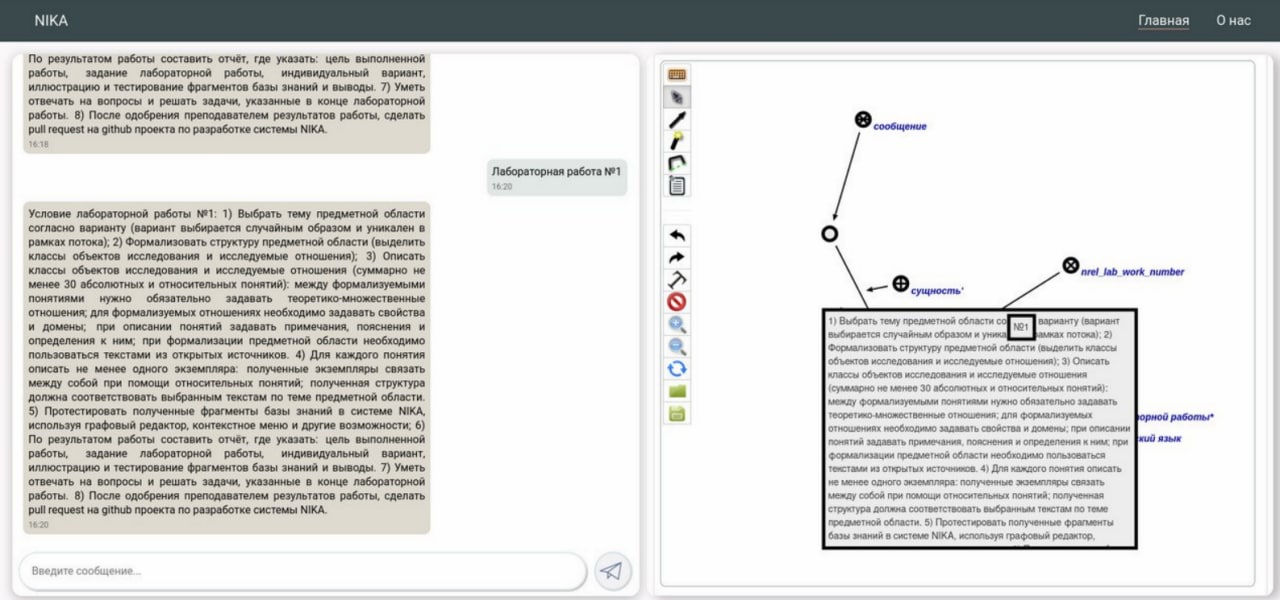 NIKA
Главная
О нас
По результатом работы составить отчёт, где указать: цель выполненной
работы, задание лабораторной работы, индивидуальный вариант,
иллюстрацию и тестирование фрагментов базы знаний и выводы. 7) Уметь
отвечать на вопросы и решать задачи, указанные в конце лабораторной
работы. 8) После одобрения преподавателем результатов работы, сделать
pull request на github проекта по разработке системы NIKA.
16:18
Лабораторная работа №1
16:20
Условие лабораторной работы №1: 1) Выбрать тему предметной области
согласно варианту (вариант выбирается случайным образом и уникален в
рамках потока); 2) Формализовать структуру предметной области (выделить
классы объектов исследования и исследуемые отношения); 3) Описать
классы объектов исследования и исследуемые отношения (суммарно не
менее 30 абсолютных и относительных понятий): между формализуемыми
понятиями нужно обязательно задавать теоретико-множественные
отношения; для формализуемых отношениях необходимо задавать свойства
и домены; при описании понятий задавать примечания, пояснения и
определения к ним; при формализации предметной области необходимо
пользоваться текстами из открытых источников. 4) Для каждого понятия
описать не менее одного экземпляра: полученные экземпляры связать
между собой при помощи относительных понятий; полученная структура
должна соответствовать выбранным текстам по теме предметной области.
5) Протестировать полученные фрагменты базы знаний в системе NIKA,
используя графовый редактор, контекстное меню и другие возможности; 6)
По результатом работы составить отчёт, где указать: цель выполненной
работы, задание лабораторной работы, индивидуальный вариант,
иллюстрацию и тестирование фрагментов базы знаний и выводы. 7) Уметь
отвечать на вопросы и решать задачи, указанные в конце лабораторной
работы. 8) После одобрения преподавателем результатов работы, сделать
pull request на github проекта по разработке системы NIKA.
16:20
Введите сообщение...
сообщение
nrel_lab_work_number
сущность'
1) Выбрать тему предметной области со №1 варианту (вариант
выбирается случайным образом и уника рамках потока); 2)
Формализовать структуру предметной области (выделить классы
объектов исследования и исследуемые отношения); 3) Описать
классы объектов исследования и исследуемые отношения
(суммарно не менее 30 абсолютных и относительных понятий):
между формализуемыми понятиями нужно обязательно задавать
теоретико-множественные отношения; для формализуемых
отношениях необходимо задавать свойства и домены; при описании
понятий задавать примечания, пояснения и определения к ним; при
формализации предметной области необходимо пользоваться
текстами из открытых источников. 4) Для каждого понятия описать
не менее одного экземпляра: полученные экземпляры связать
между собой при помощи относительных понятий; полученная
структура должна соответствовать выбранным текстам по теме
предметной области. 5) Протестировать полученные фрагменты
базы знаний в системе NIKA, используя графовый редактор,
орной работы*
ский язык